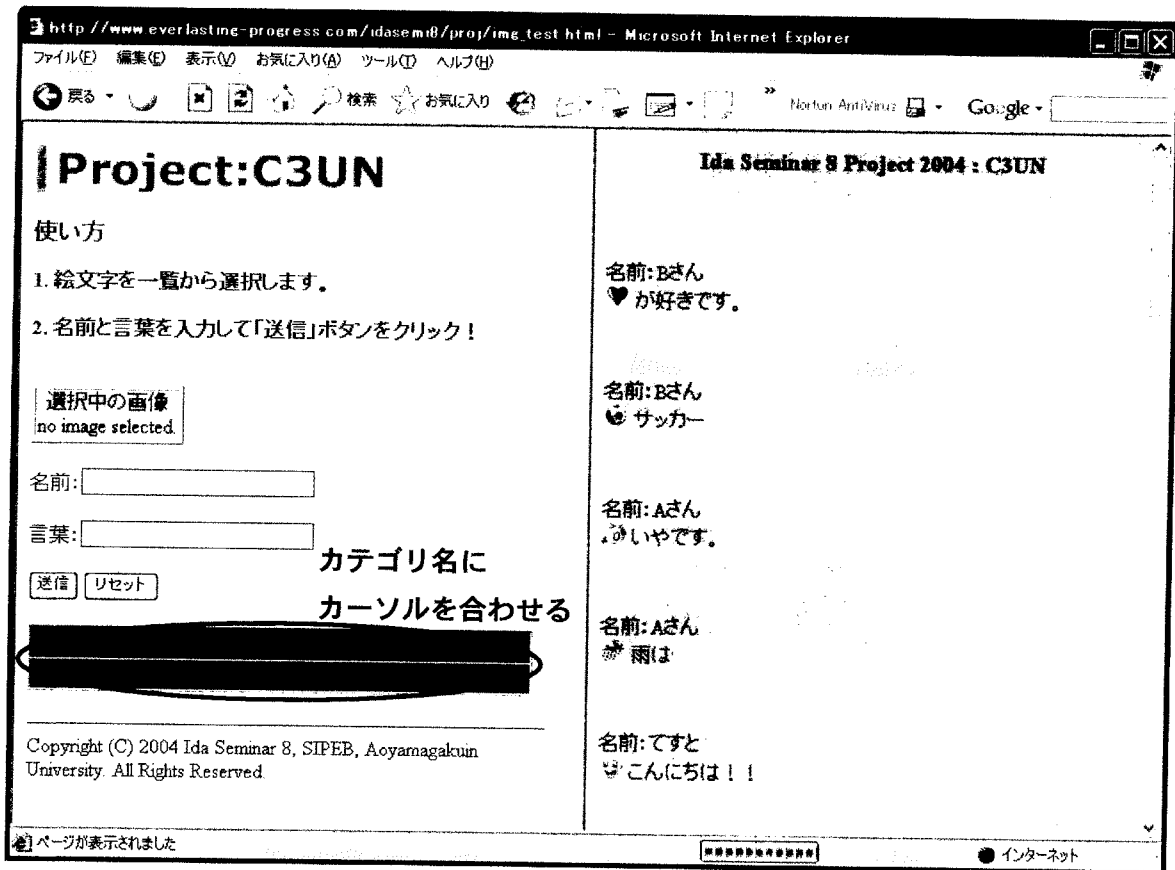 http //www everlasting-progress com/idasemi8/proj/img_test html - Microsoft Internet Explorer
ファイル(F) 編集(E) 表示(V) お気に入り(A) ツール(T) ヘルプ(H)
戻る 検索 お気に入り » Norton AntiVirus Google
Project:C3UN
使い方
1. 絵文字を一覧から選択します。
2. 名前と言葉を入力して「送信」ボタンをクリック！
選択中の画像
no image selected.
名前:
言葉:
カテゴリ名に
送信 リセット
カーソルを合わせる
Copyright (C) 2004 Ida Seminar 8, SIPEB, Aoyamagakuin
University. All Rights Reserved.
Ida Seminar 8 Project 2004 : C3UN
名前:Bさん
が好きです。
名前:Bさん
サッカー
名前:Aさん
いやです。
名前:Aさん
雨は
名前:てすと
こんにちは！！
ページが表示されました
インターネット